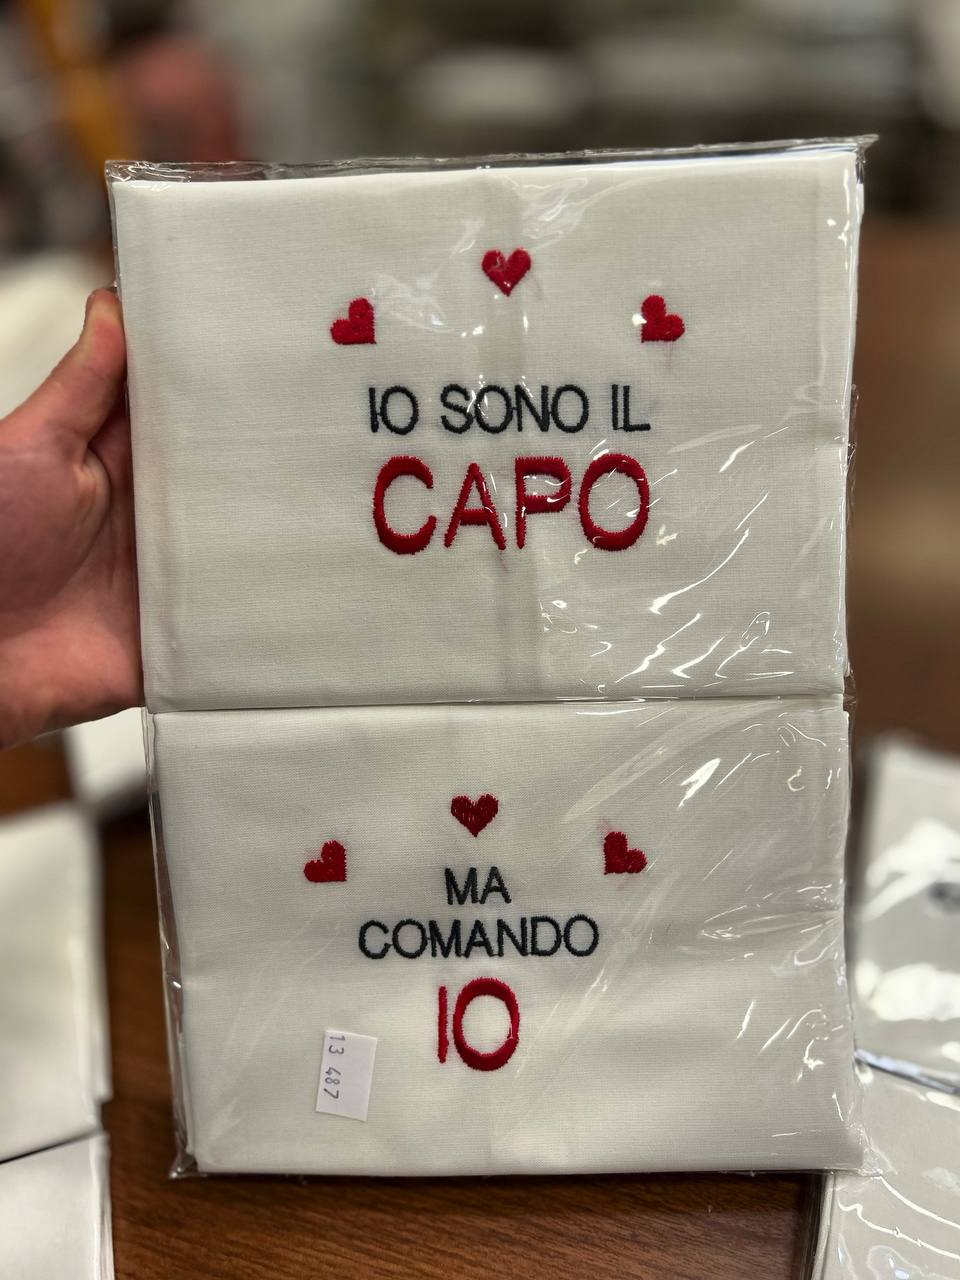 IO SONO IL
CAPO
MA
COMANDO
IO
13 487